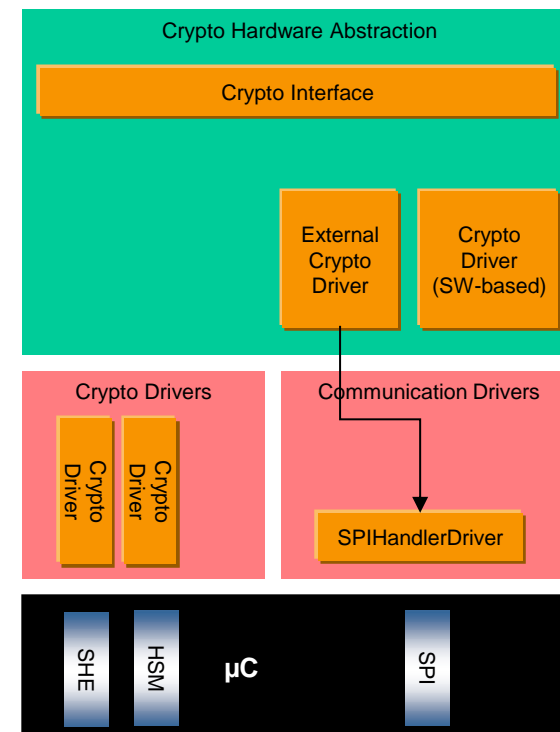 Crypto Hardware Abstraction
Crypto Interface
External
Crypto
Driver
Crypto
Driver
(SW-based)
Crypto Drivers
Communication Drivers
Crypto
Driver
Crypto
Driver
SPIHandlerDriver
SHE
HSM
µC
SPI